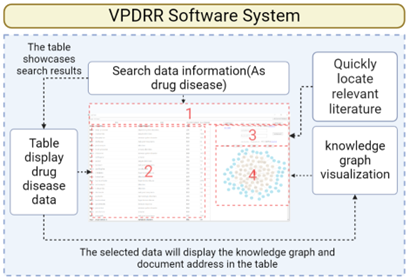 VPDRR Software System
The table
showcases
search results
Search data information(As
drug disease)
Quickly
locate
relevant
literature
1
2
3
4
Table
display
drug
disease
data
knowledge
graph
visualization
The selected data will display the knowledge graph and
document address in the table